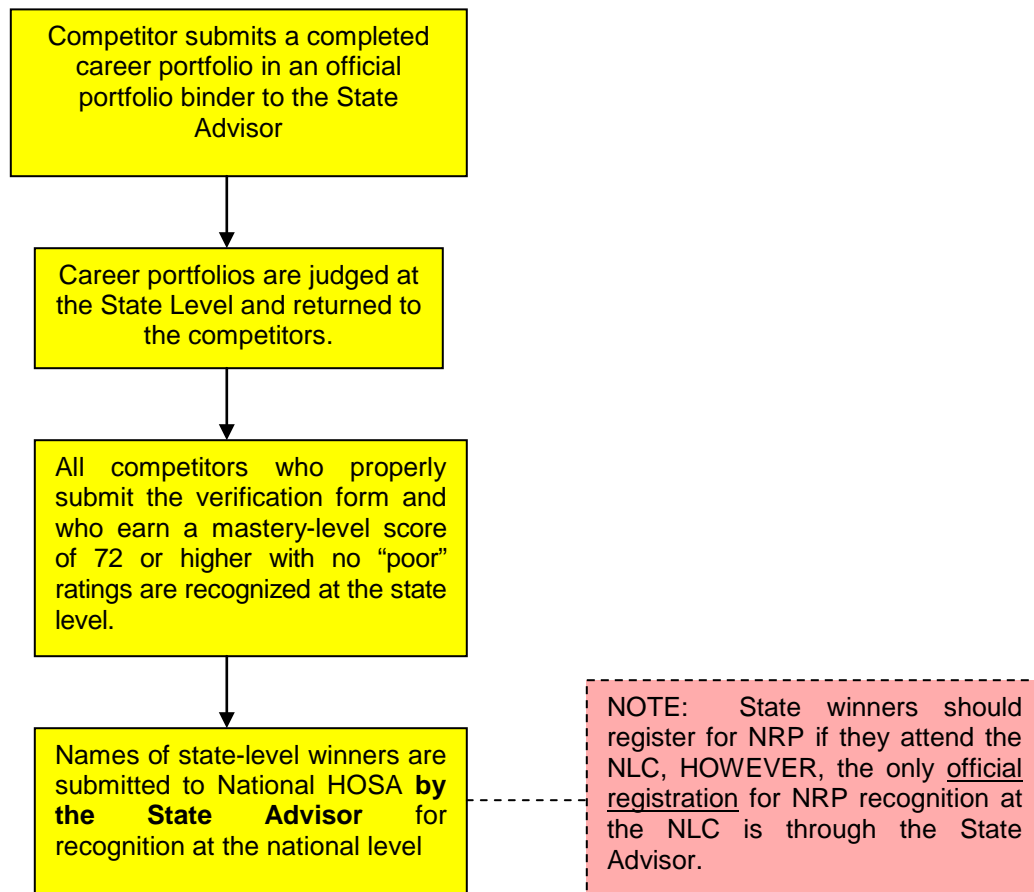 Competitor submits a completed
career portfolio in an official
portfolio binder to the State
Advisor
Career portfolios are judged at
the State Level and returned to
the competitors.
All competitors who properly
submit the verification form and
who earn a mastery-level score
of 72 or higher with no “poor”
ratings are recognized at the state
level.
Names of state-level winners are
submitted to National HOSA by
the State Advisor for
recognition at the national level
NOTE: State winners should
register for NRP if they attend the
NLC, HOWEVER, the only official
registration for NRP recognition at
the NLC is through the State
Advisor.